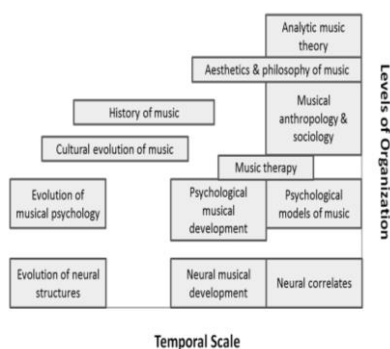 Analytic music
theory
Aesthetics & philosophy of music
Musical
anthropology &
sociology
History of music
Cultural evolution of music
Music therapy
Evolution of
musical psychology
Psychological
musical
development
Psychological
models of music
Evolution of neural
structures
Neural musical
development
Neural correlates
Levels of Organization
Temporal Scale